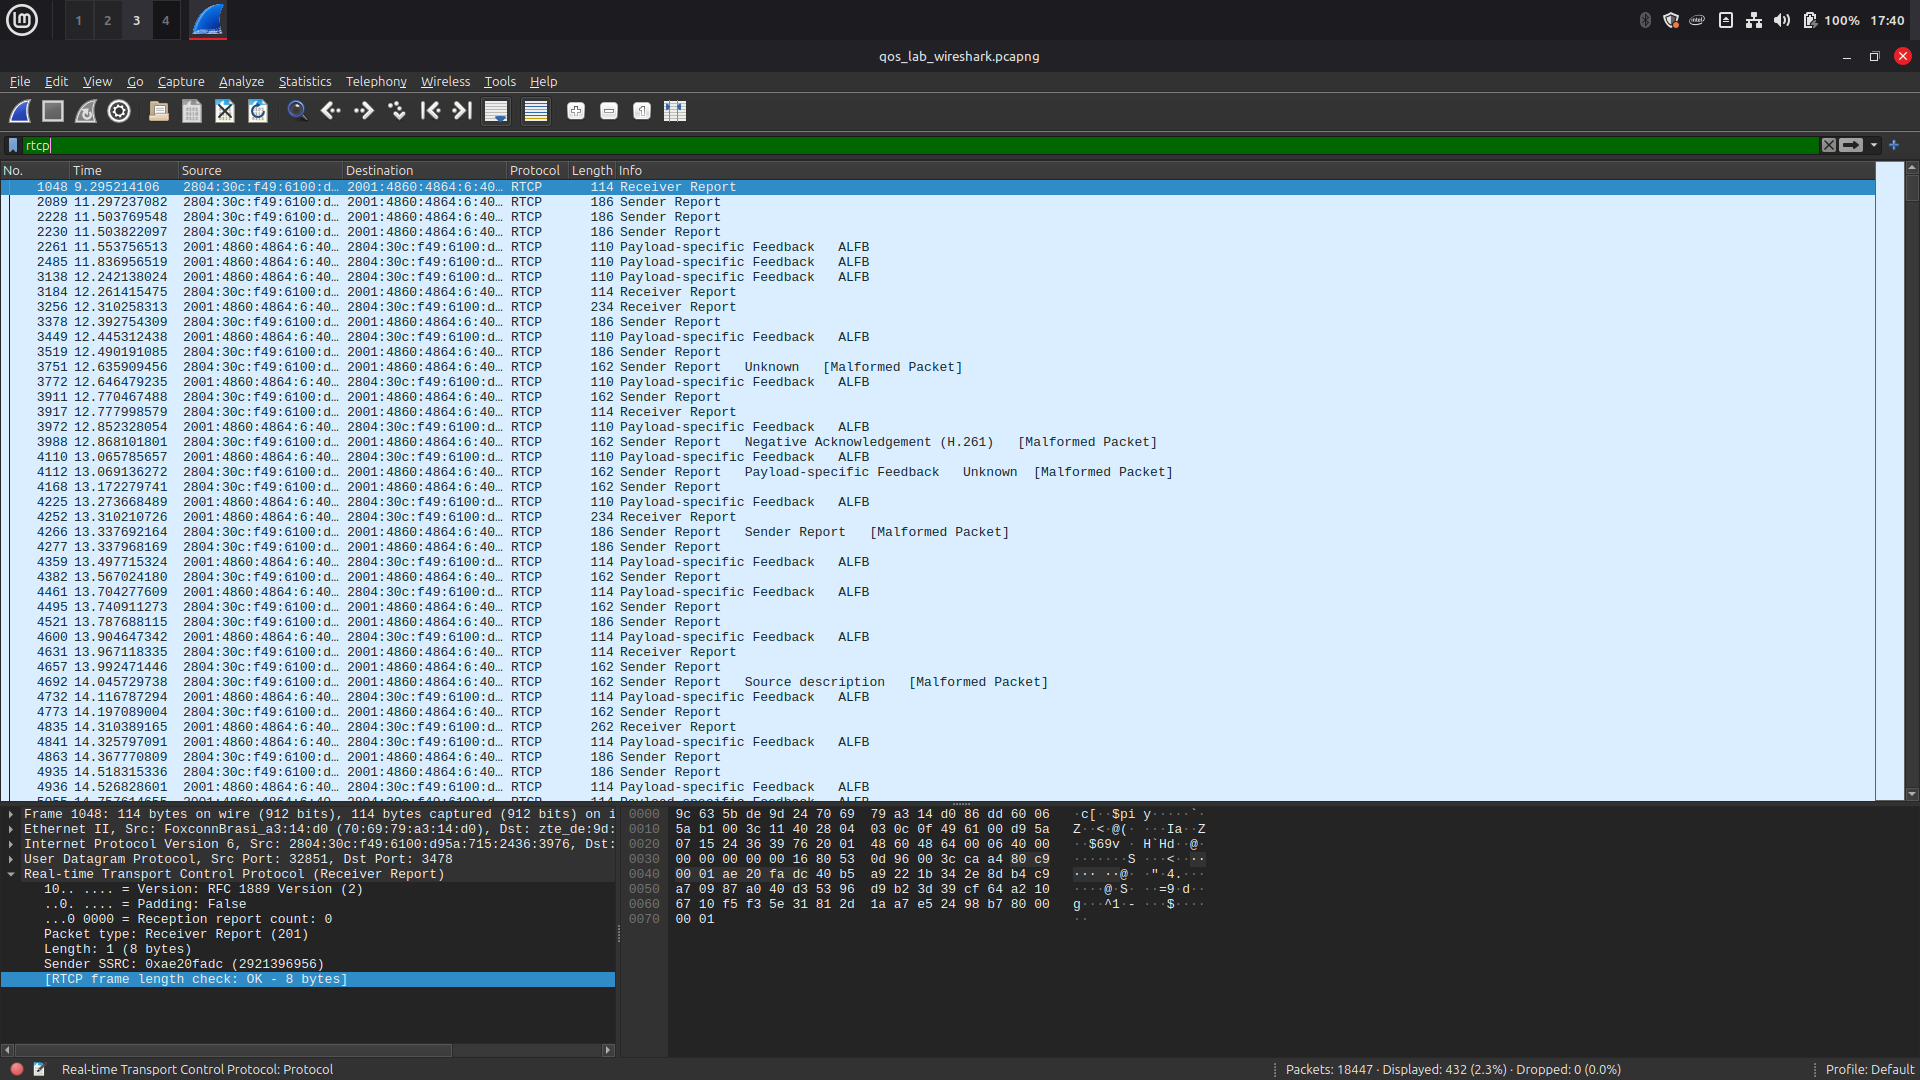 1 2 3 4 100% 17:40
qos_lab_wireshark.pcapng
File Edit View Go Capture Analyze Statistics Telephony Wireless Tools Help
rtcp
No. Time Source Destination Protocol Length Info
1048 9.295214106 2804:30c:f49:6100:d… 2001:4860:4864:6:40… RTCP 114 Receiver Report
2089 11.297237082 2804:30c:f49:6100:d… 2001:4860:4864:6:40… RTCP 186 Sender Report
2228 11.503769548 2804:30c:f49:6100:d… 2001:4860:4864:6:40… RTCP 186 Sender Report
2230 11.503822097 2804:30c:f49:6100:d… 2001:4860:4864:6:40… RTCP 186 Sender Report
2261 11.553756513 2001:4860:4864:6:40… 2804:30c:f49:6100:d… RTCP 110 Payload-specific Feedback ALFB
2485 11.836956519 2001:4860:4864:6:40… 2804:30c:f49:6100:d… RTCP 110 Payload-specific Feedback ALFB
3138 12.242138024 2001:4860:4864:6:40… 2804:30c:f49:6100:d… RTCP 110 Payload-specific Feedback ALFB
3184 12.261415475 2804:30c:f49:6100:d… 2001:4860:4864:6:40… RTCP 114 Receiver Report
3256 12.310258313 2001:4860:4864:6:40… 2804:30c:f49:6100:d… RTCP 234 Receiver Report
3378 12.392754309 2804:30c:f49:6100:d… 2001:4860:4864:6:40… RTCP 186 Sender Report
3449 12.445312438 2001:4860:4864:6:40… 2804:30c:f49:6100:d… RTCP 110 Payload-specific Feedback ALFB
3519 12.490191085 2804:30c:f49:6100:d… 2001:4860:4864:6:40… RTCP 186 Sender Report
3751 12.635909456 2804:30c:f49:6100:d… 2001:4860:4864:6:40… RTCP 162 Sender Report Unknown [Malformed Packet]
3772 12.646479235 2001:4860:4864:6:40… 2804:30c:f49:6100:d… RTCP 110 Payload-specific Feedback ALFB
3911 12.770467488 2804:30c:f49:6100:d… 2001:4860:4864:6:40… RTCP 162 Sender Report
3917 12.777998579 2804:30c:f49:6100:d… 2001:4860:4864:6:40… RTCP 114 Receiver Report
3972 12.852328054 2001:4860:4864:6:40… 2804:30c:f49:6100:d… RTCP 110 Payload-specific Feedback ALFB
3988 12.868101801 2804:30c:f49:6100:d… 2001:4860:4864:6:40… RTCP 162 Sender Report Negative Acknowledgement (H.261) [Malformed Packet]
4110 13.065785657 2001:4860:4864:6:40… 2804:30c:f49:6100:d… RTCP 110 Payload-specific Feedback ALFB
4112 13.069136272 2804:30c:f49:6100:d… 2001:4860:4864:6:40… RTCP 162 Sender Report Payload-specific Feedback Unknown [Malformed Packet]
4168 13.172279741 2804:30c:f49:6100:d… 2001:4860:4864:6:40… RTCP 162 Sender Report
4225 13.273668489 2001:4860:4864:6:40… 2804:30c:f49:6100:d… RTCP 110 Payload-specific Feedback ALFB
4252 13.310210726 2001:4860:4864:6:40… 2804:30c:f49:6100:d… RTCP 234 Receiver Report
4266 13.337692164 2804:30c:f49:6100:d… 2001:4860:4864:6:40… RTCP 186 Sender Report Sender Report [Malformed Packet]
4277 13.337968169 2804:30c:f49:6100:d… 2001:4860:4864:6:40… RTCP 186 Sender Report
4359 13.497715324 2001:4860:4864:6:40… 2804:30c:f49:6100:d… RTCP 114 Payload-specific Feedback ALFB
4382 13.567024180 2804:30c:f49:6100:d… 2001:4860:4864:6:40… RTCP 162 Sender Report
4461 13.704277609 2001:4860:4864:6:40… 2804:30c:f49:6100:d… RTCP 114 Payload-specific Feedback ALFB
4495 13.740911273 2804:30c:f49:6100:d… 2001:4860:4864:6:40… RTCP 162 Sender Report
4521 13.787688115 2804:30c:f49:6100:d… 2001:4860:4864:6:40… RTCP 186 Sender Report
4600 13.904647342 2001:4860:4864:6:40… 2804:30c:f49:6100:d… RTCP 114 Payload-specific Feedback ALFB
4631 13.967118335 2804:30c:f49:6100:d… 2001:4860:4864:6:40… RTCP 114 Receiver Report
4657 13.992471446 2804:30c:f49:6100:d… 2001:4860:4864:6:40… RTCP 162 Sender Report
4692 14.045729738 2804:30c:f49:6100:d… 2001:4860:4864:6:40… RTCP 162 Sender Report Source description [Malformed Packet]
4732 14.116787294 2001:4860:4864:6:40… 2804:30c:f49:6100:d… RTCP 114 Payload-specific Feedback ALFB
4773 14.197089004 2804:30c:f49:6100:d… 2001:4860:4864:6:40… RTCP 162 Sender Report
4835 14.310389165 2001:4860:4864:6:40… 2804:30c:f49:6100:d… RTCP 262 Receiver Report
4841 14.325797091 2001:4860:4864:6:40… 2804:30c:f49:6100:d… RTCP 114 Payload-specific Feedback ALFB
4863 14.367770809 2804:30c:f49:6100:d… 2001:4860:4864:6:40… RTCP 186 Sender Report
4935 14.518315336 2804:30c:f49:6100:d… 2001:4860:4864:6:40… RTCP 186 Sender Report
4936 14.526828601 2001:4860:4864:6:40… 2804:30c:f49:6100:d… RTCP 114 Payload-specific Feedback ALFB
Frame 1048: 114 bytes on wire (912 bits), 114 bytes captured (912 bits) on i
Ethernet II, Src: FoxconnBrasi_a3:14:d0 (70:69:79:a3:14:d0), Dst: zte_de:9d:
Internet Protocol Version 6, Src: 2804:30c:f49:6100:d95a:715:2436:3976, Dst:
User Datagram Protocol, Src Port: 32851, Dst Port: 3478
Real-time Transport Control Protocol (Receiver Report)
10.. .... = Version: RFC 1889 Version (2)
..0. .... = Padding: False
...0 0000 = Reception report count: 0
Packet type: Receiver Report (201)
Length: 1 (8 bytes)
Sender SSRC: 0xae20fadc (2921396956)
[RTCP frame length check: OK - 8 bytes]
0000 9c 63 5b de 9d 24 70 69 79 a3 14 d0 86 dd 60 06 ·c[··$pi y·····`·
0010 5a b1 00 3c 11 40 28 04 03 0c 0f 49 61 00 d9 5a Z··<·@(· ···Ia··Z
0020 07 15 24 36 39 76 20 01 48 60 48 64 00 06 40 00 ··$69v · H`Hd··@·
0030 00 00 00 00 00 16 80 53 0d 96 00 3c ca a4 80 c9 ·······S ···<····
0040 00 01 ae 20 fa dc 40 b5 a9 22 1b 34 2e 8d b4 c9 ··· ··@· ·"·4.···
0050 a7 09 87 a0 40 d3 53 96 d9 b2 3d 39 cf 64 a2 10 ····@·S· ··=9·d··
0060 67 10 f5 f3 5e 31 81 2d 1a a7 e5 24 98 b7 80 00 g···^1·- ···$····
0070 00 01 ··
Real-time Transport Control Protocol: Protocol Packets: 18447 · Displayed: 432 (2.3%) · Dropped: 0 (0.0%) Profile: Default